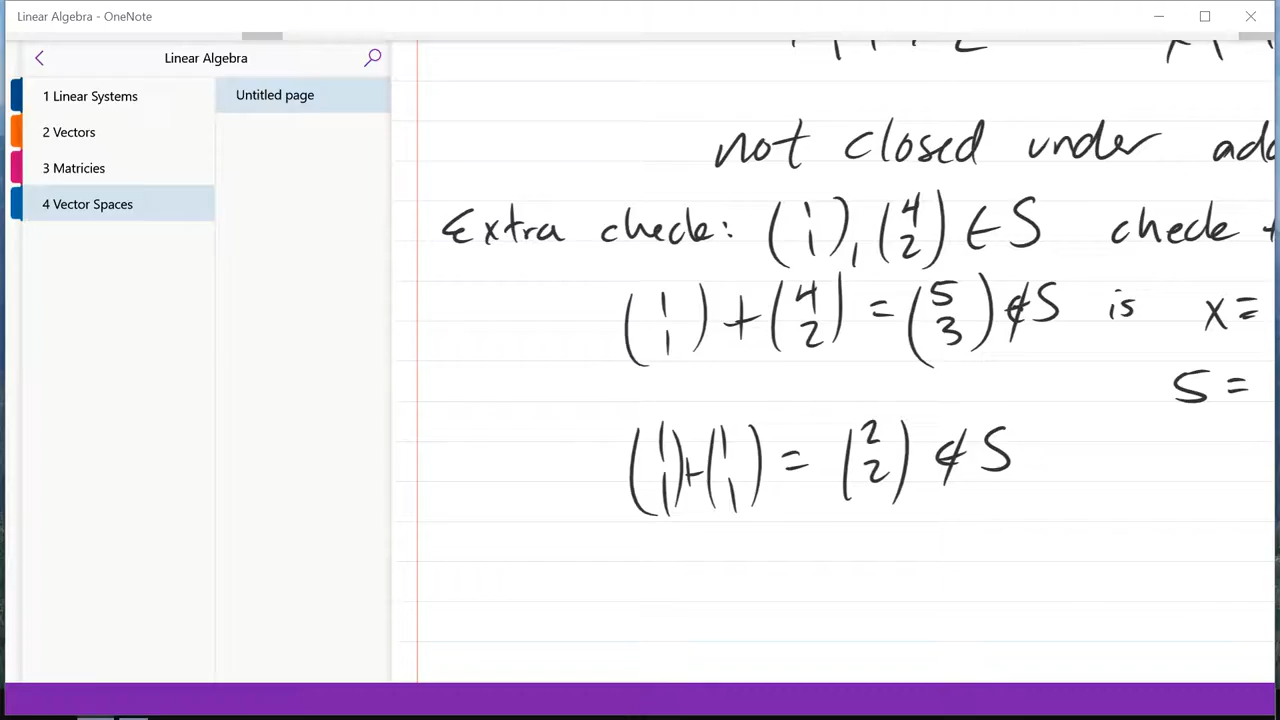 Linear Algebra - OneNote
Linear Algebra
1 Linear Systems
2 Vectors
3 Matricies
4 Vector Spaces
Untitled page
not closed under add
Extra check: (1 1), (4 2) ∈ S check
(1 1) + (4 2) = (5 3) ∉ S is x =
5 =
(1 1) + (1 1) = (2 2) ∉ S